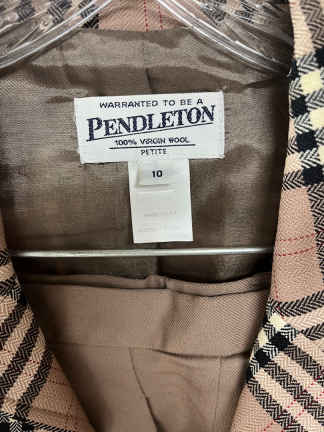 WARRANTED TO BE A
PENDLETON
100% VIRGIN WOOL
PETITE
10